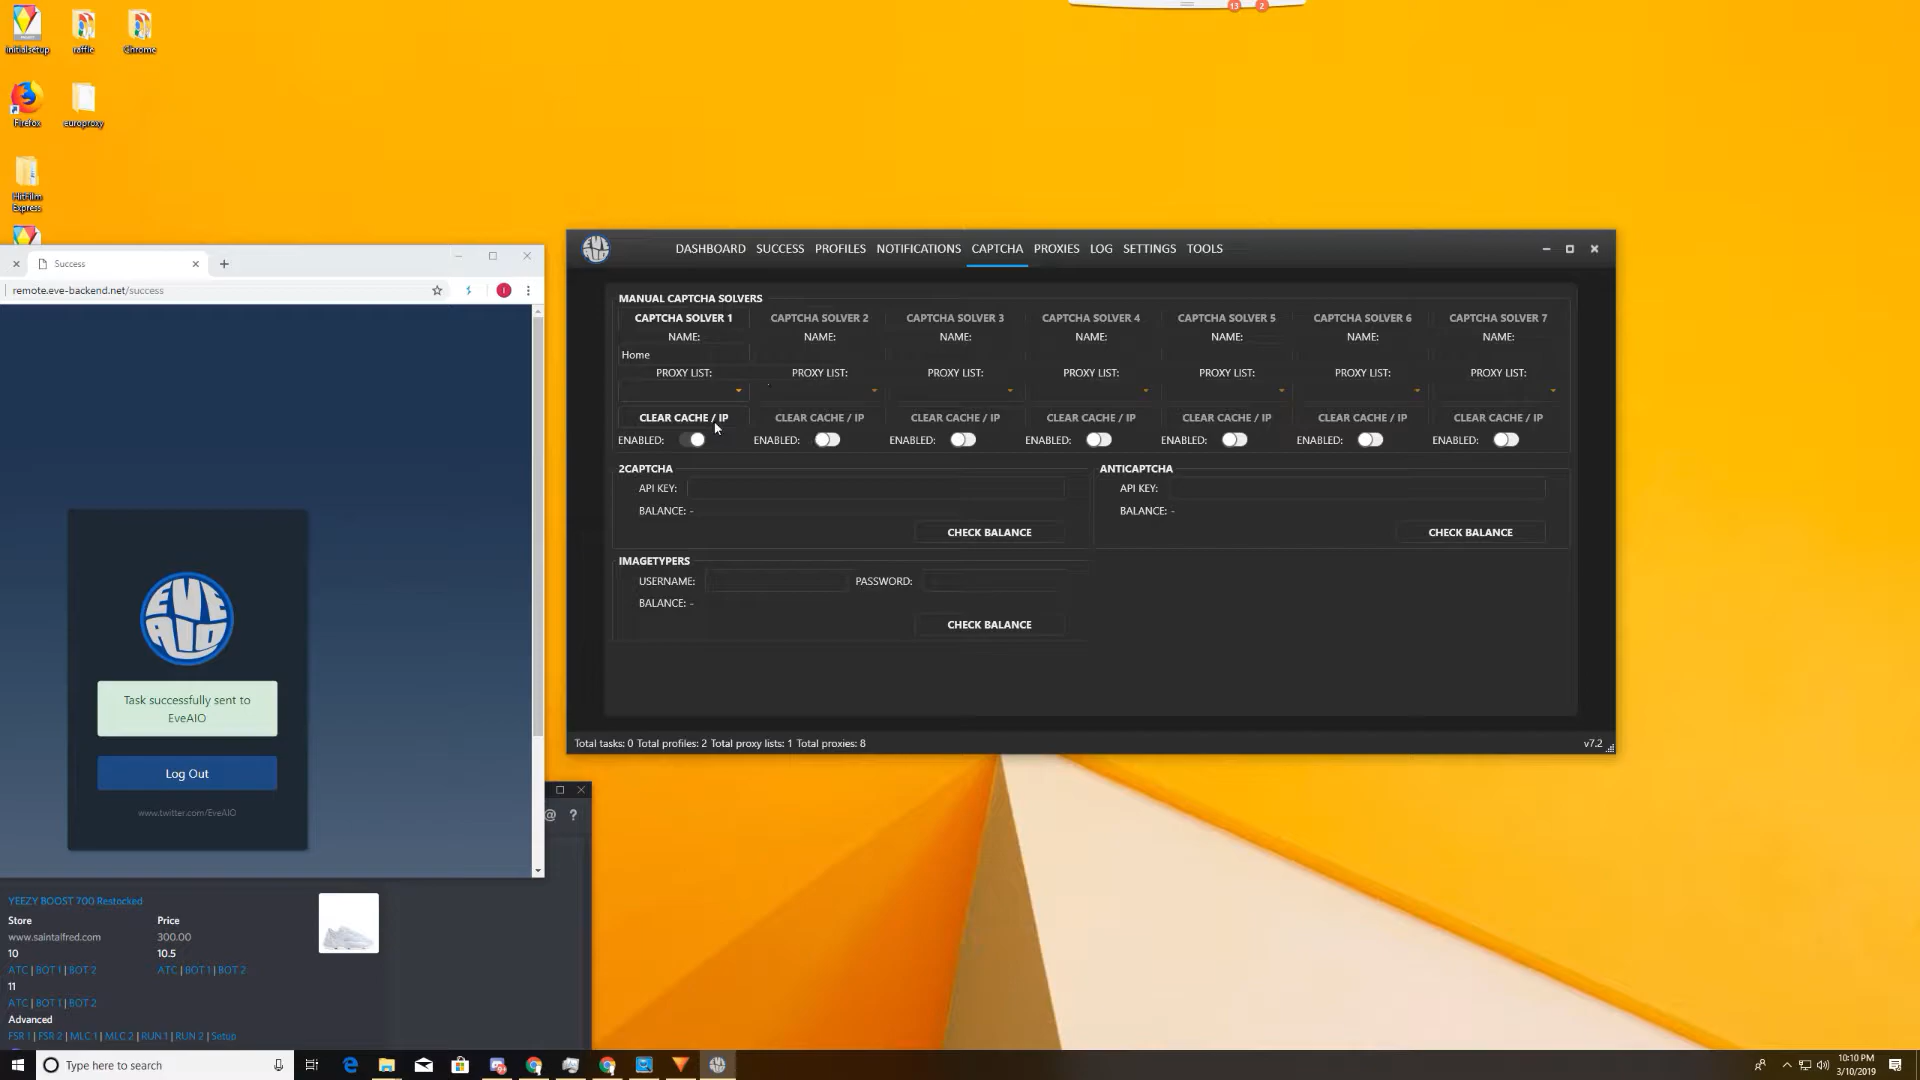 13
2
initialsetup
raffle
Chrome
Firefox
europroxy
HitFilm
Express
Success
remote.eve-backend.net/success
EVE
AIO
Task successfully sent to
EveAIO
Log Out
www.twitter.com/EveAIO
DASHBOARD SUCCESS PROFILES NOTIFICATIONS CAPTCHA PROXIES LOG SETTINGS TOOLS
MANUAL CAPTCHA SOLVERS
CAPTCHA SOLVER 1 CAPTCHA SOLVER 2 CAPTCHA SOLVER 3 CAPTCHA SOLVER 4 CAPTCHA SOLVER 5 CAPTCHA SOLVER 6 CAPTCHA SOLVER 7
NAME: NAME: NAME: NAME: NAME: NAME: NAME:
Home
PROXY LIST: PROXY LIST: PROXY LIST: PROXY LIST: PROXY LIST: PROXY LIST: PROXY LIST:
CLEAR CACHE / IP CLEAR CACHE / IP CLEAR CACHE / IP CLEAR CACHE / IP CLEAR CACHE / IP CLEAR CACHE / IP CLEAR CACHE / IP
ENABLED: ENABLED: ENABLED: ENABLED: ENABLED: ENABLED: ENABLED:
2CAPTCHA
API KEY:
BALANCE: -
CHECK BALANCE
ANTICAPTCHA
API KEY:
BALANCE: -
CHECK BALANCE
IMAGETYPERS
USERNAME: PASSWORD:
BALANCE: -
CHECK BALANCE
Total tasks: 0 Total profiles: 2 Total proxy lists: 1 Total proxies: 8
v7.2
@ ?
YEEZY BOOST 700 Restocked
Store Price
www.saintalfred.com 300.00
10 10.5
ATC | BOT 1 | BOT 2 ATC | BOT 1 | BOT 2
11
ATC | BOT 1 | BOT 2
Advanced
FSR 1 | FSR 2 | MLC 1 | MLC 2 | RUN 1 | RUN 2 | Setup
Type here to search
10:10 PM
3/10/2019